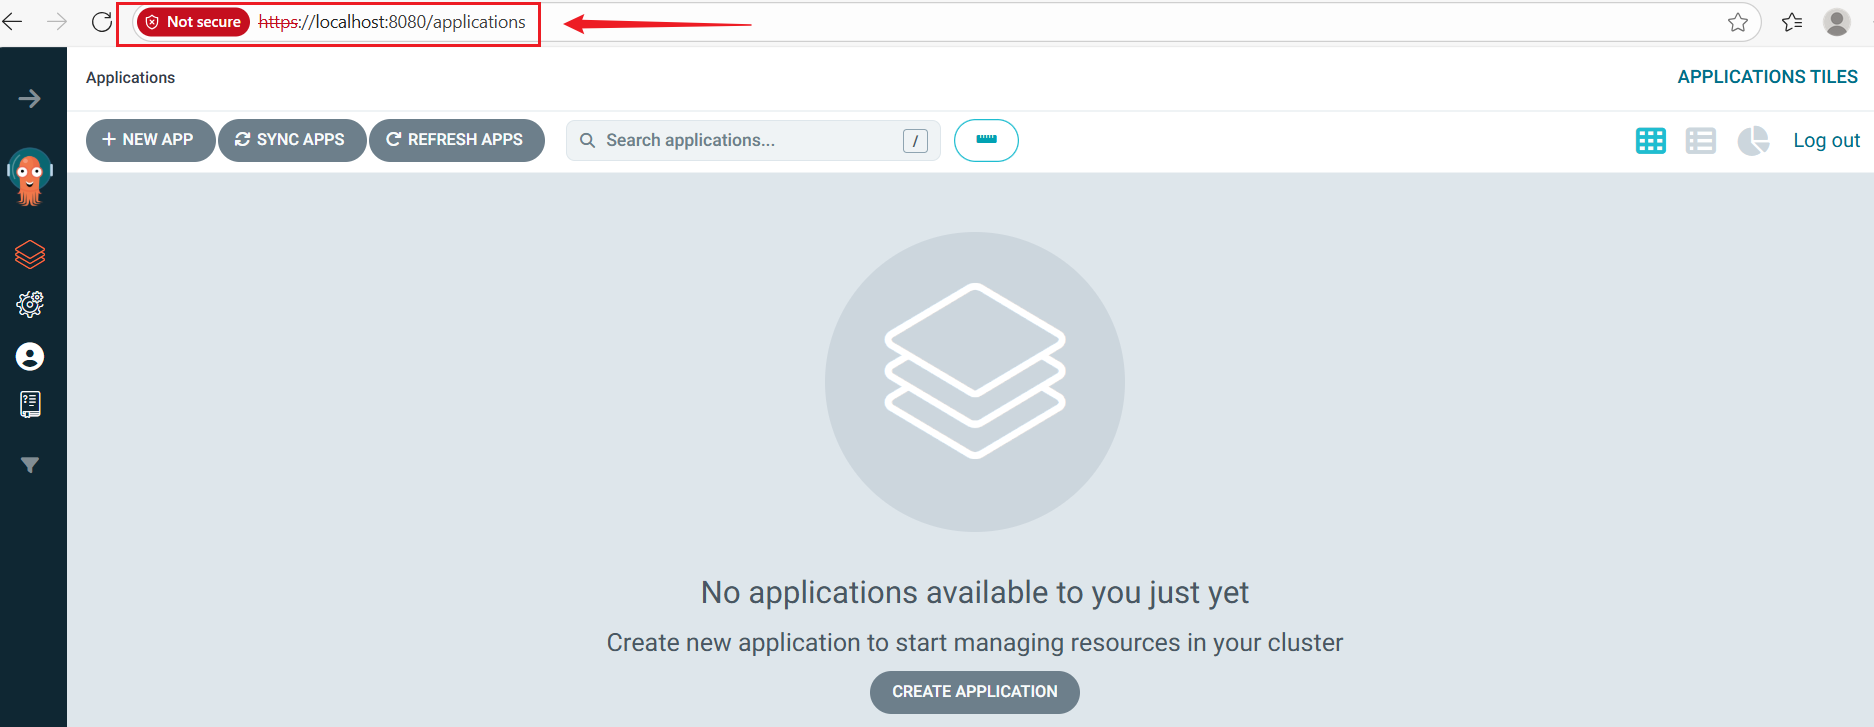 Not secure https://localhost:8080/applications
Applications
APPLICATIONS TILES
NEW APP SYNC APPS REFRESH APPS Search applications... / Log out
No applications available to you just yet
Create new application to start managing resources in your cluster
CREATE APPLICATION